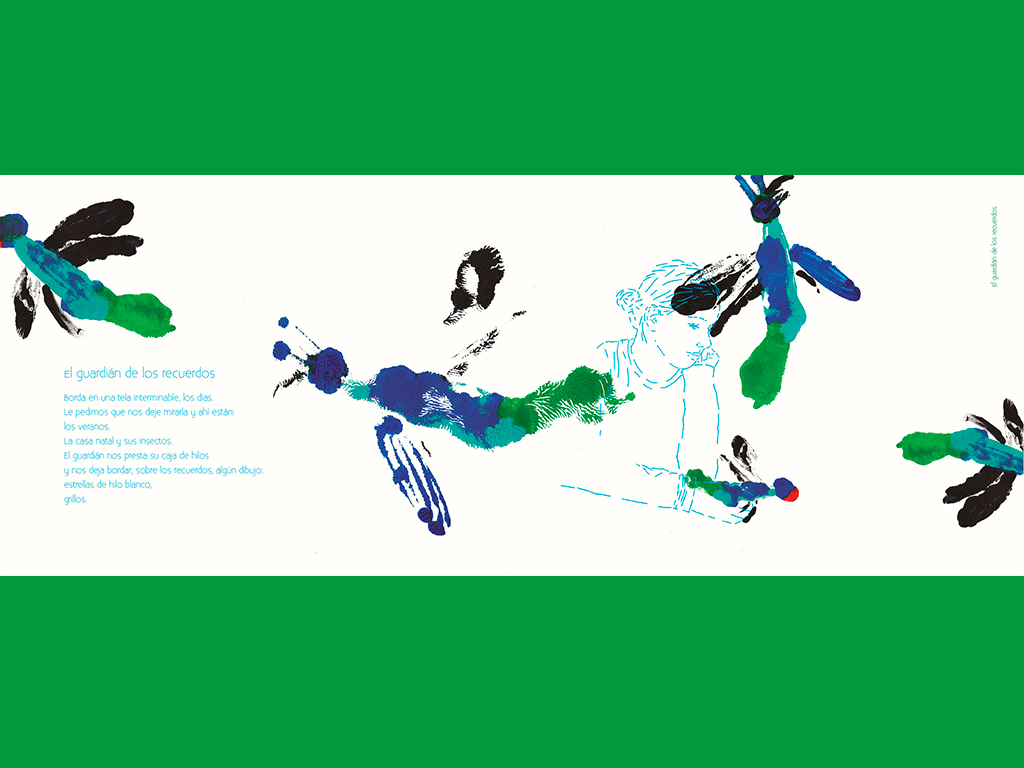 El guardián de los recuerdos
Borda en una tela interminable, los días.
Le pedimos que nos deje mirarla y ahí están:
los veranos.
La casa natal y sus insectos.
El guardián nos presta su caja de hilos
y nos deja bordar, sobre los recuerdos, algún dibujo:
estrellas de hilo blanco,
grillos.
El guardián de los recuerdos